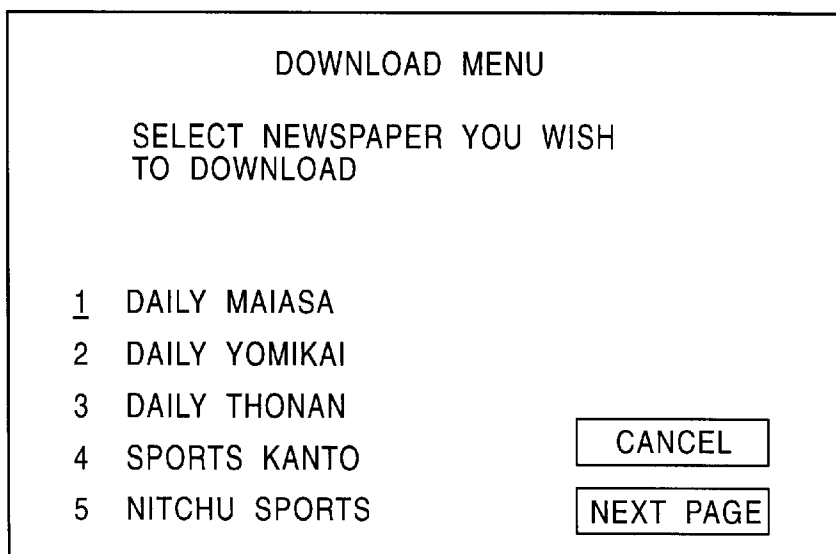 DOWNLOAD MENU
SELECT NEWSPAPER YOU WISH
TO DOWNLOAD
1 DAILY MAIASA
2 DAILY YOMIKAI
3 DAILY THONAN
4 SPORTS KANTO
5 NITCHU SPORTS
CANCEL
NEXT PAGE